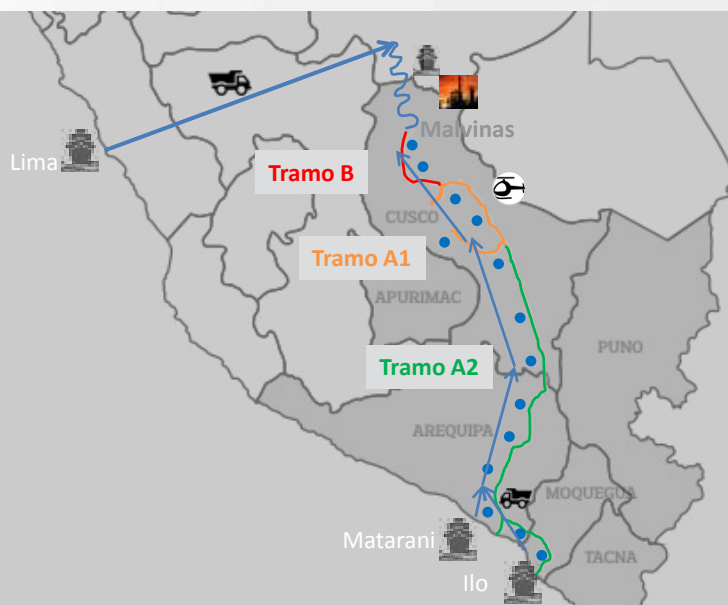 Malvinas
Lima
Tramo B
CUSCO
Tramo A1
APURIMAC
PUNO
Tramo A2
AREQUIPA
MOQUEGUA
Matarani
TACNA
Ilo